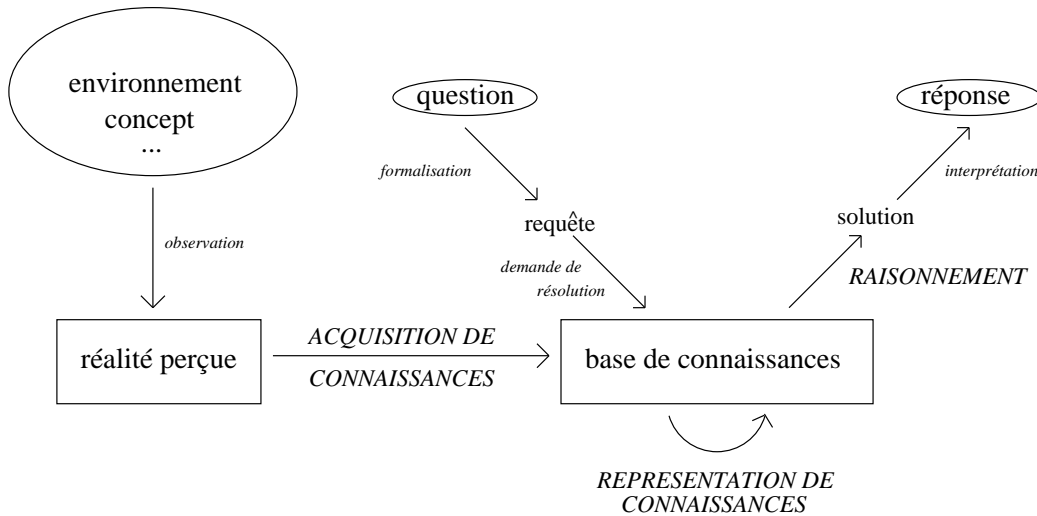 environnement
concept
...
observation
réalité perçue
ACQUISITION DE
CONNAISSANCES
question
formalisation
requête
demande de
résolution
base de connaissances
REPRESENTATION DE
CONNAISSANCES
RAISONNEMENT
solution
interprétation
réponse